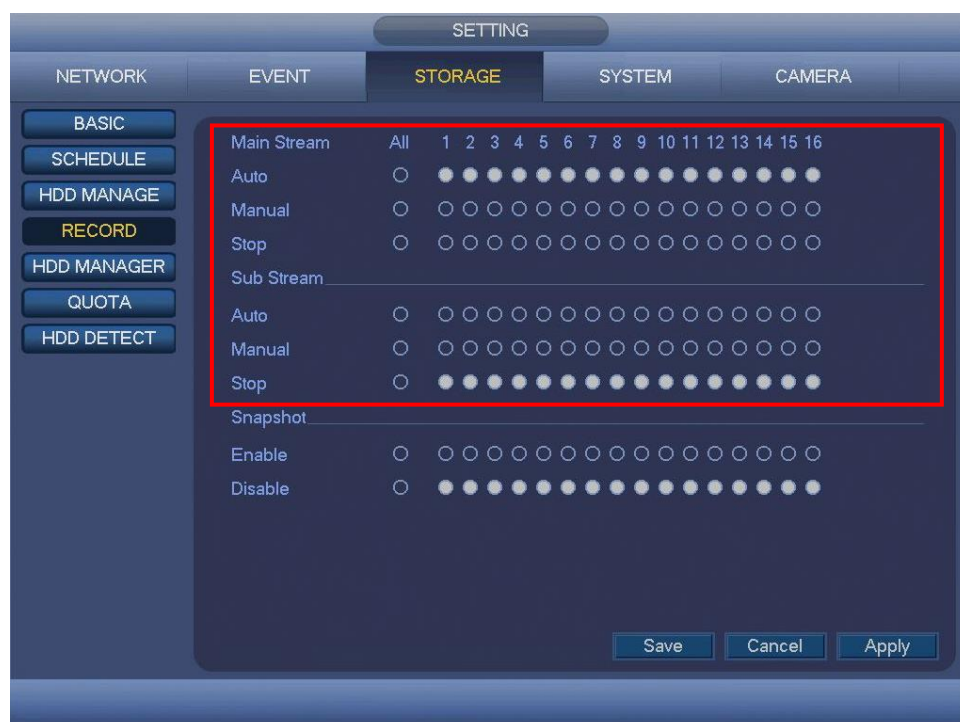 SETTING
NETWORK EVENT STORAGE SYSTEM CAMERA
BASIC
SCHEDULE
HDD MANAGE
RECORD
HDD MANAGER
QUOTA
HDD DETECT
Main Stream All 1 2 3 4 5 6 7 8 9 10 11 12 13 14 15 16
Auto
Manual
Stop
Sub Stream
Auto
Manual
Stop
Snapshot
Enable
Disable
Save Cancel Apply